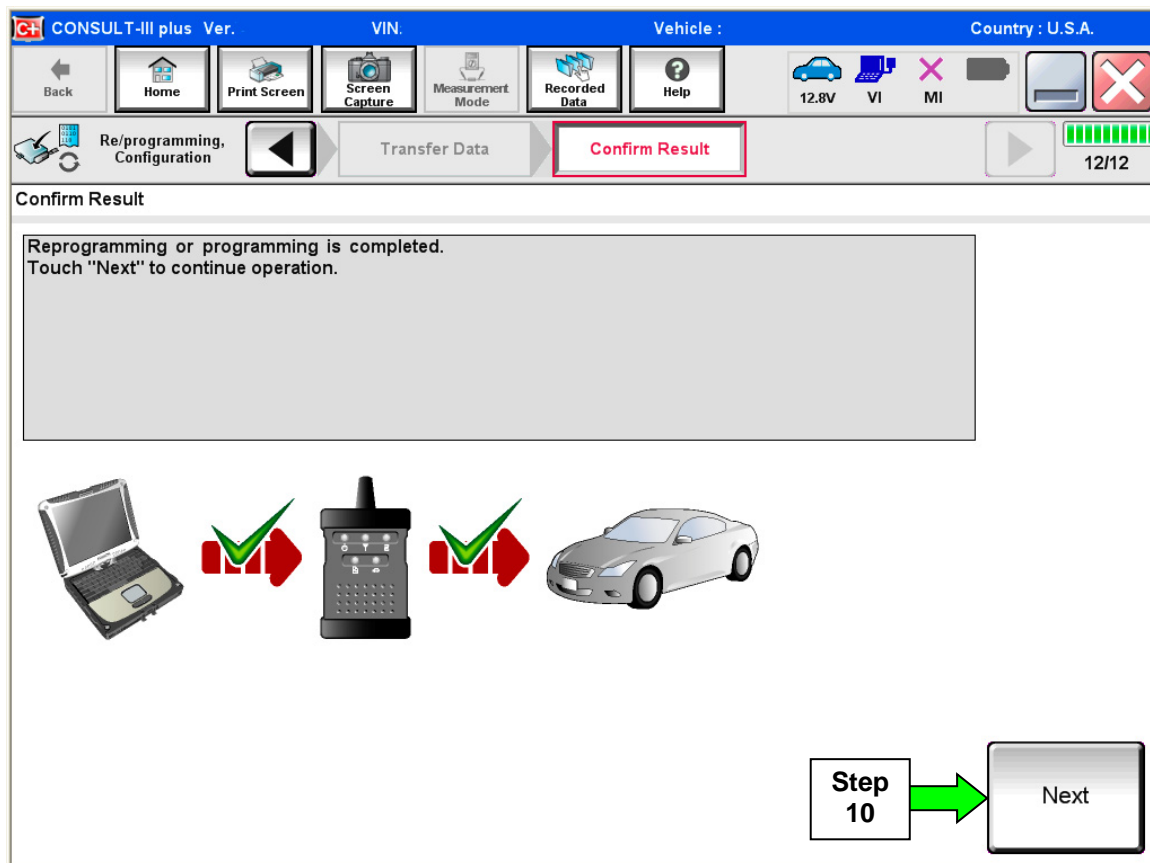 C+ CONSULT-III plus Ver. VIN: Vehicle : Country : U.S.A.
Back
Home
Print Screen
Screen
Capture
Measurement
Mode
Recorded
Data
Help
12.8V
VI
MI
Re/programming,
Configuration
Transfer Data
Confirm Result
12/12
Confirm Result
Reprogramming or programming is completed.
Touch "Next" to continue operation.
Step
10
Next